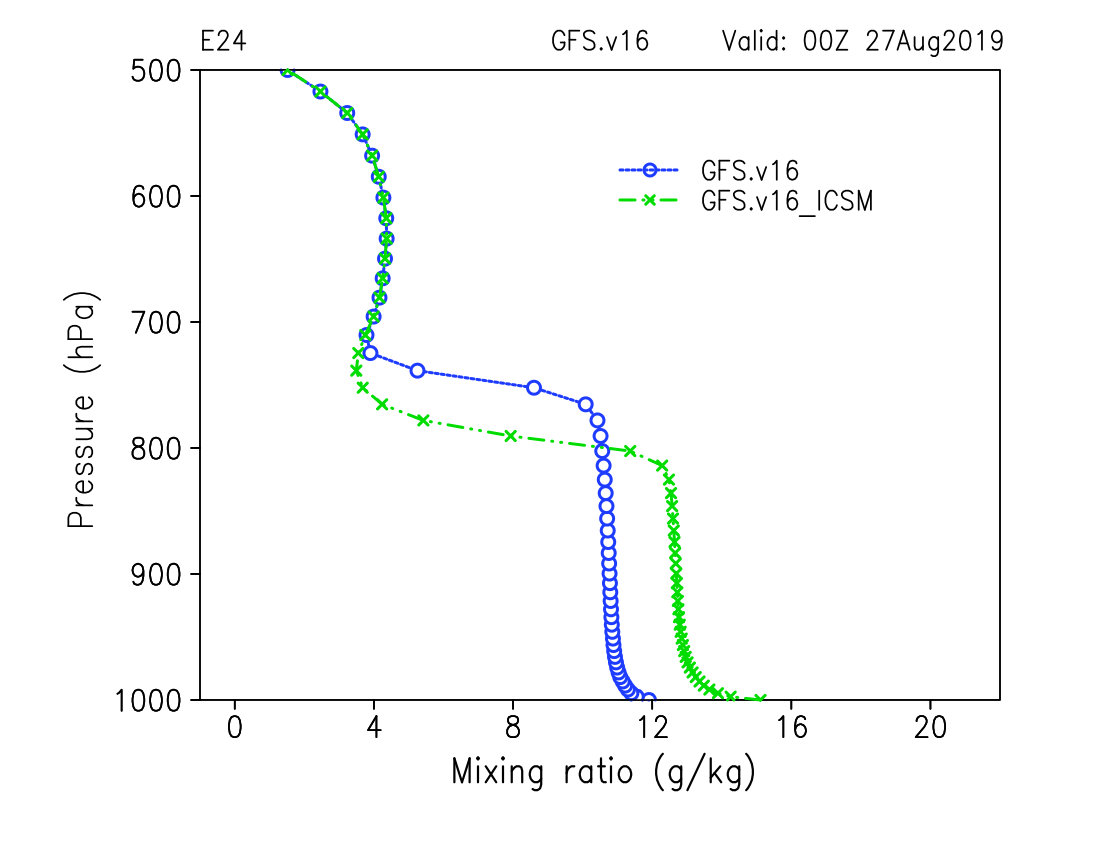 E24 GFS.v16 Valid: 00Z 27Aug2019
500
GFS.v16
600
GFS.v16_ICSM
700
Pressure (hPa)
800
900
1000
0 4 8 12 16 20
Mixing ratio (g/kg)